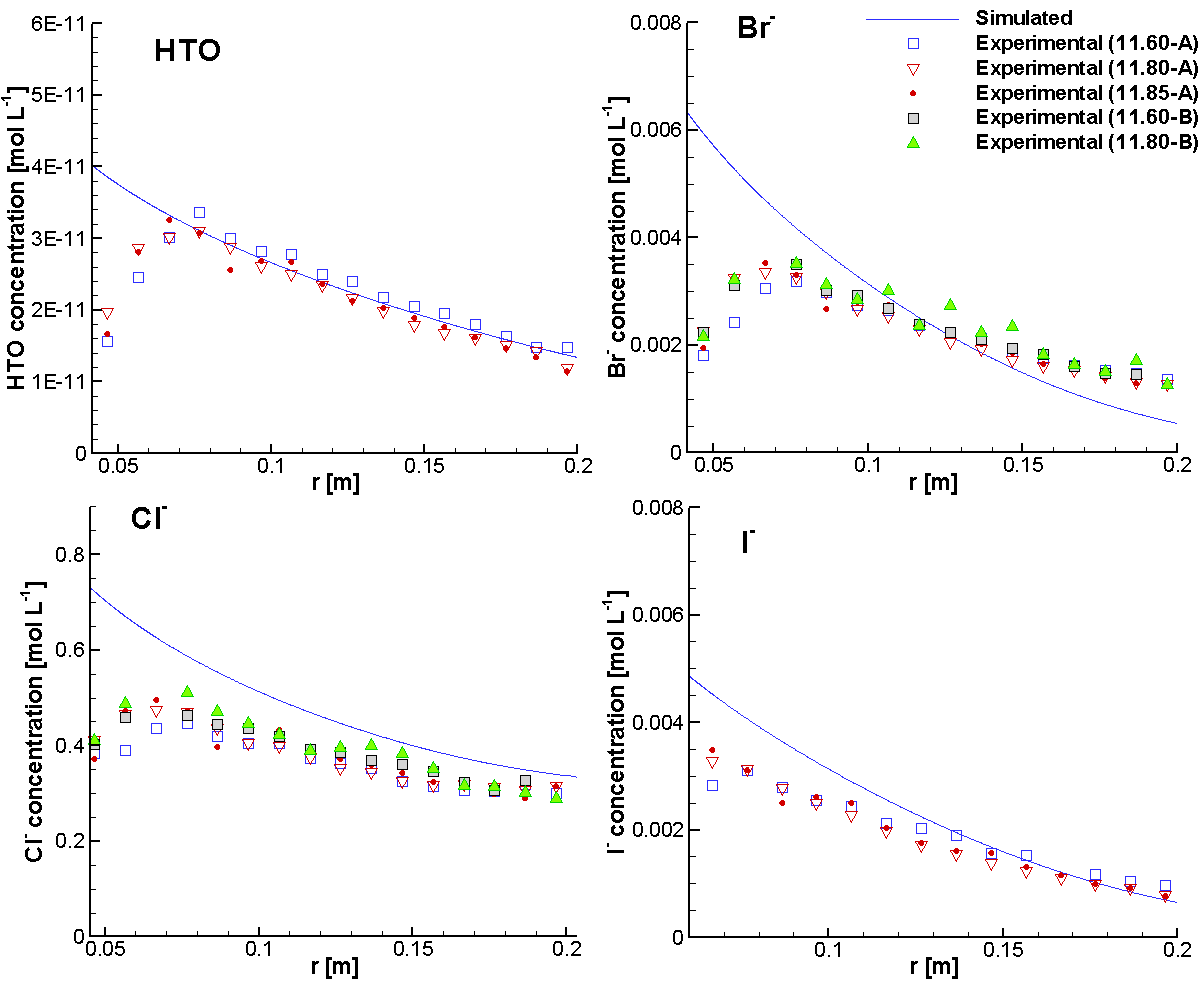 HTO
6E-11
5E-11
4E-11
3E-11
2E-11
1E-11
0
HTO concentration [mol L⁻¹]
0.05
0.1
0.15
0.2
r [m]
Br⁻
0.008
0.006
0.004
0.002
0
Br⁻ concentration [mol L⁻¹]
0.05
0.1
0.15
0.2
r [m]
Simulated
Experimental (11.60-A)
Experimental (11.80-A)
Experimental (11.85-A)
Experimental (11.60-B)
Experimental (11.80-B)
Cl⁻
0.8
0.6
0.4
0.2
0
Cl⁻ concentration [mol L⁻¹]
0.05
0.1
0.15
0.2
r [m]
I⁻
0.008
0.006
0.004
0.002
0
I⁻ concentration [mol L⁻¹]
0.1
0.15
0.2
r [m]